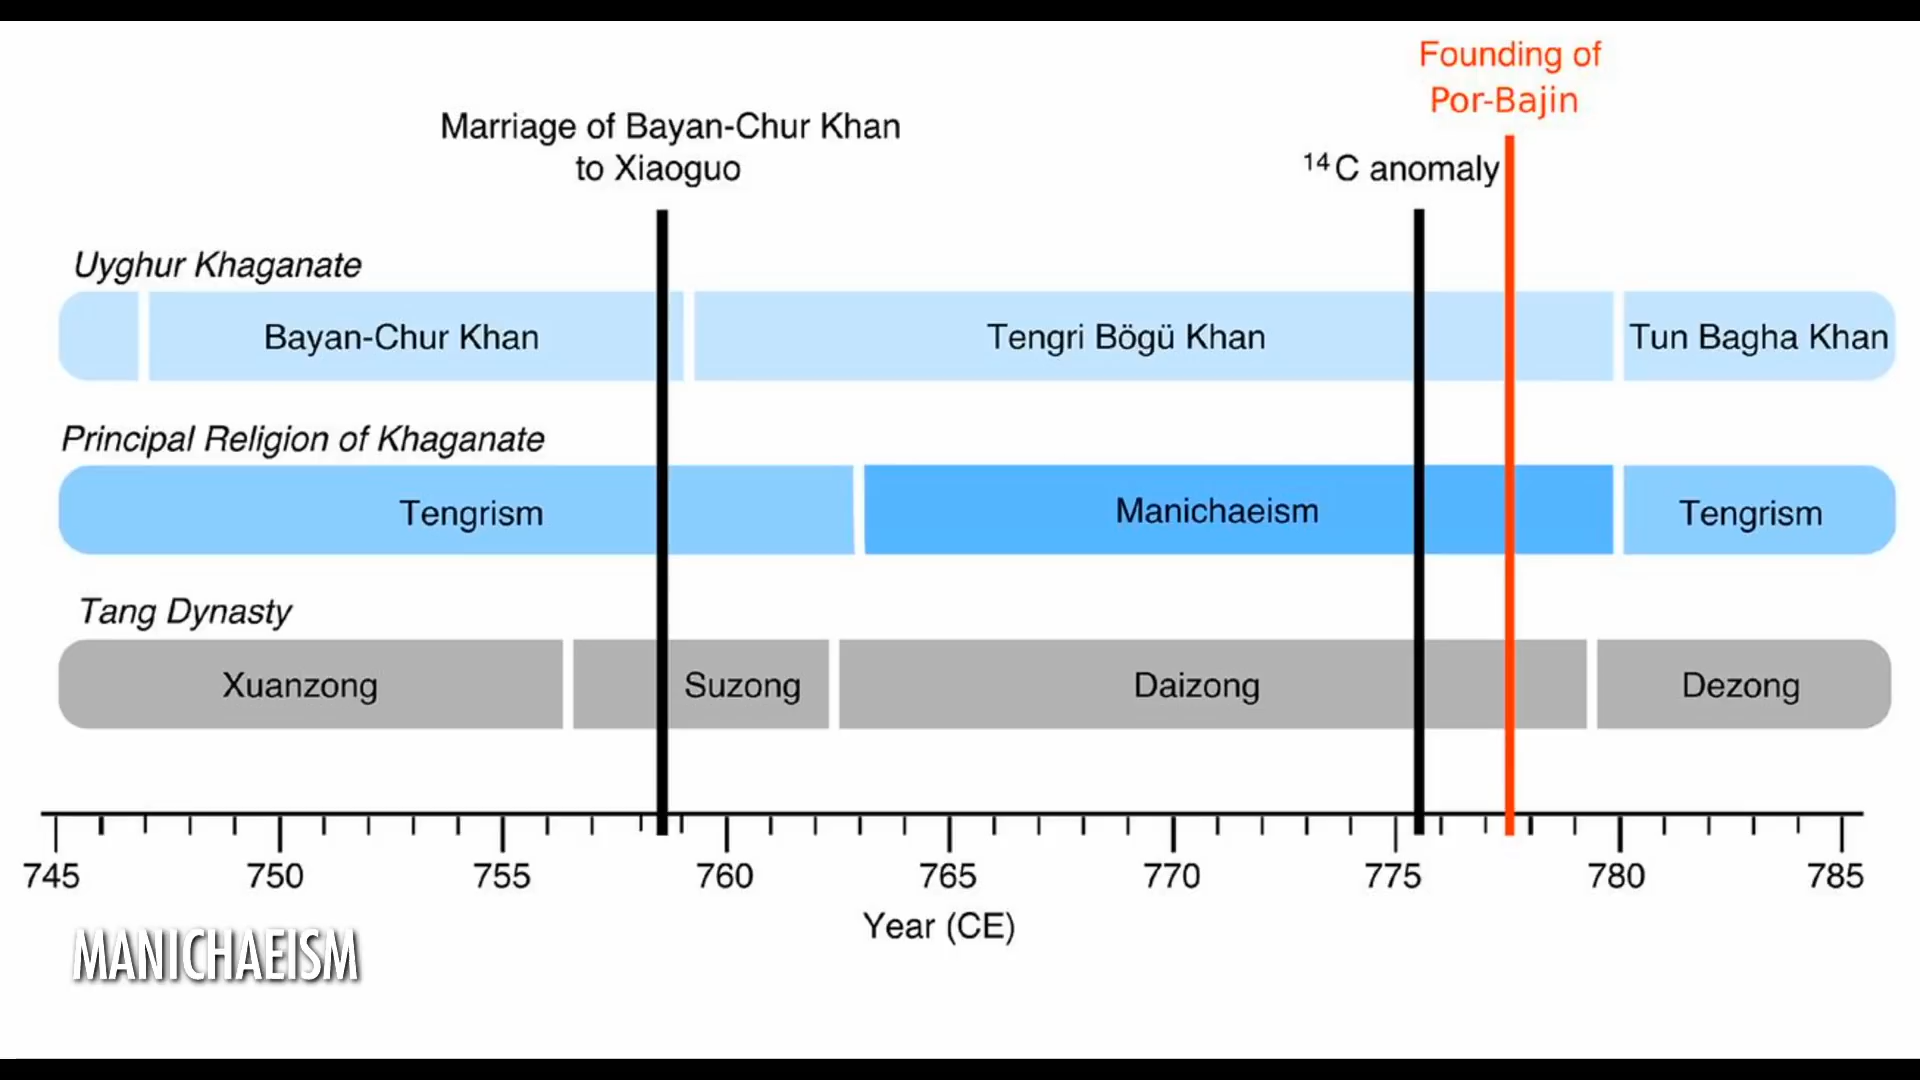 Founding of
Por-Bajin
Marriage of Bayan-Chur Khan
to Xiaoguo
¹⁴C anomaly
Uyghur Khaganate
Bayan-Chur Khan
Tengri Bögü Khan
Tun Bagha Khan
Principal Religion of Khaganate
Tengrism
Manichaeism
Tengrism
Tang Dynasty
Xuanzong
Suzong
Daizong
Dezong
745
750
755
760
765
770
775
780
785
Year (CE)
MANICHAEISM